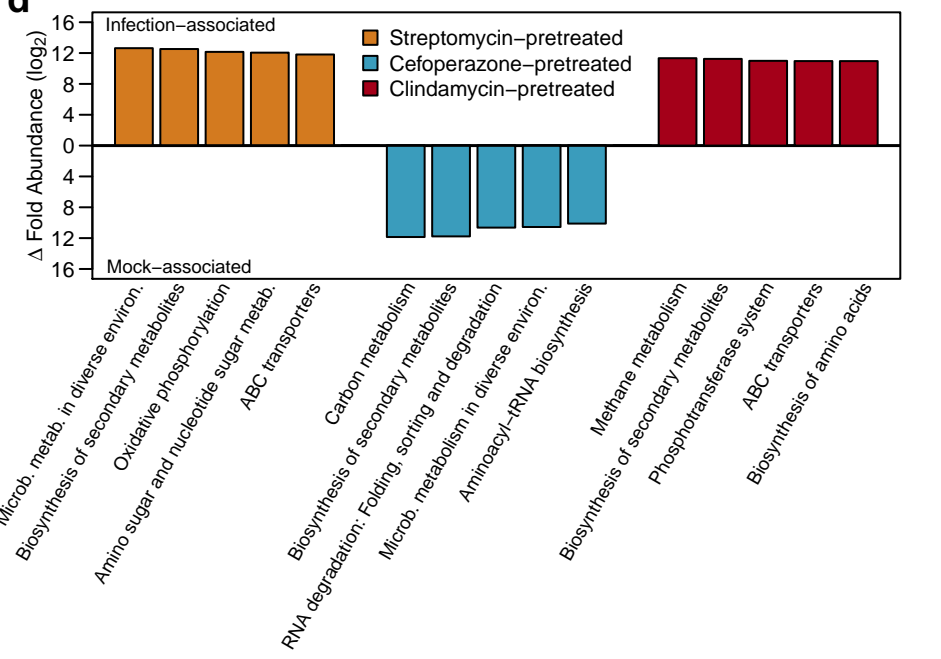 d
Δ Fold Abundance (log2)
16
12
8
4
0
4
8
12
16
Infection−associated
Mock−associated
Streptomycin−pretreated
Cefoperazone−pretreated
Clindamycin−pretreated
Microb. metab. in diverse environ.
Biosynthesis of secondary metabolites
Oxidative phosphorylation
Amino sugar and nucleotide sugar metab.
ABC transporters
Carbon metabolism
Biosynthesis of secondary metabolites
RNA degradation: Folding, sorting and degradation
Microb. metabolism in diverse environ.
Aminoacyl−tRNA biosynthesis
Methane metabolism
Biosynthesis of secondary metabolites
Phosphotransferase system
ABC transporters
Biosynthesis of amino acids